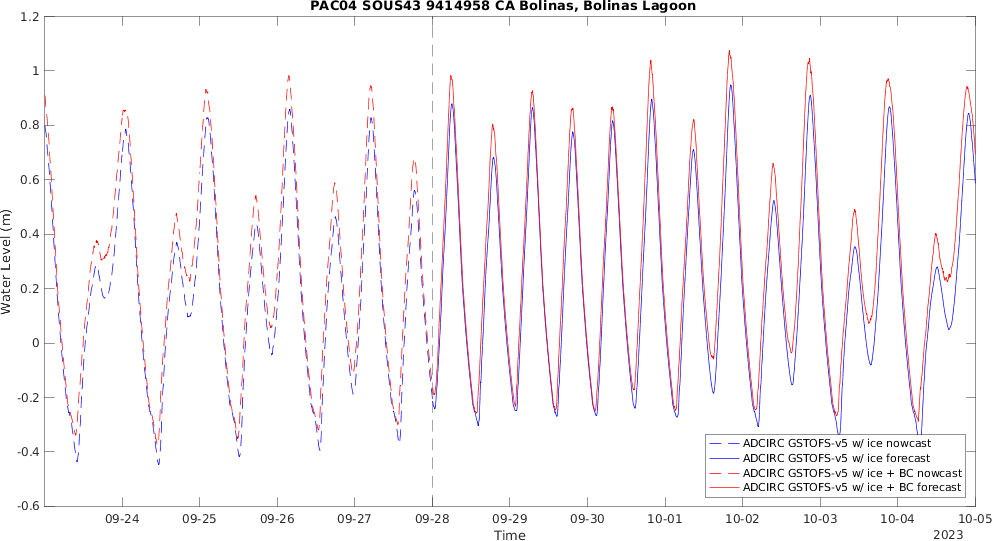 PAC04 SOUS43 9414958 CA Bolinas, Bolinas Lagoon
1.2
1
0.8
0.6
0.4
0.2
0
-0.2
-0.4
-0.6
Water Level (m)
ADCIRC GSTOFS-v5 w/ ice nowcast
ADCIRC GSTOFS-v5 w/ ice forecast
ADCIRC GSTOFS-v5 w/ ice + BC nowcast
ADCIRC GSTOFS-v5 w/ ice + BC forecast
09-24 09-25 09-26 09-27 09-28 09-29 09-30 10-01 10-02 10-03 10-04 10-05
Time
2023